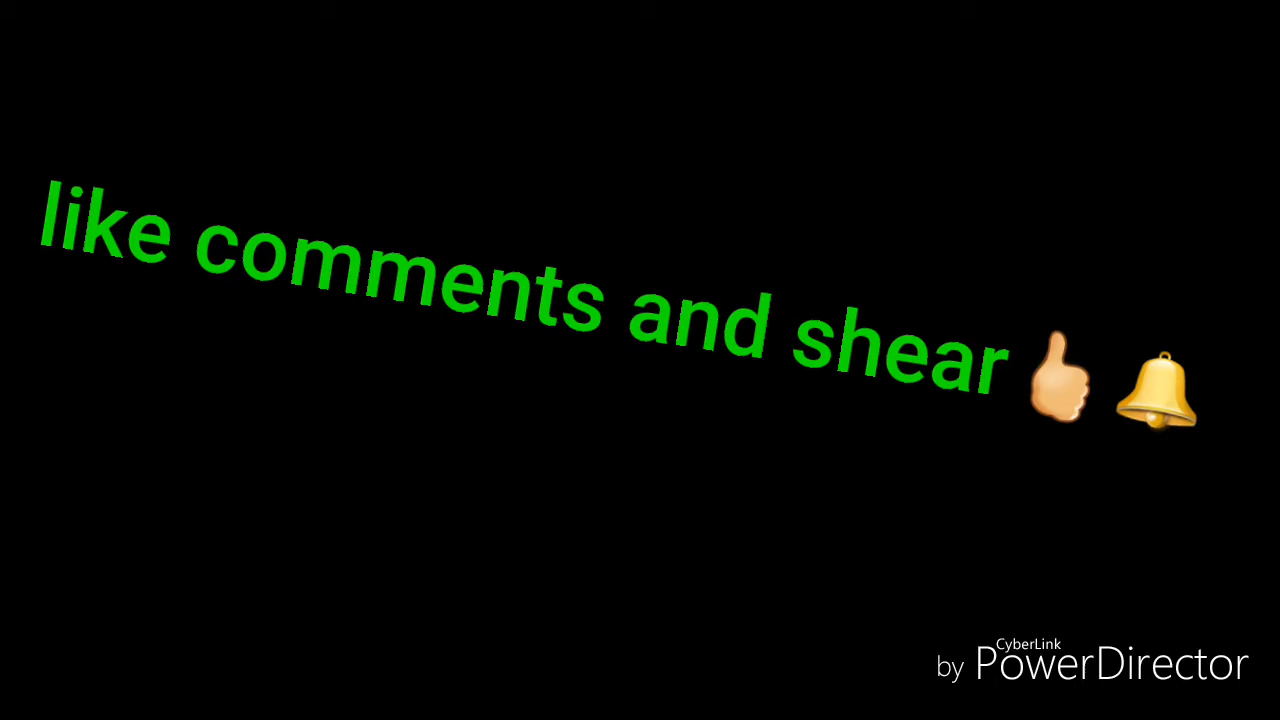 like comments and shear 👍🏼 🔔
CyberLink
by PowerDirector